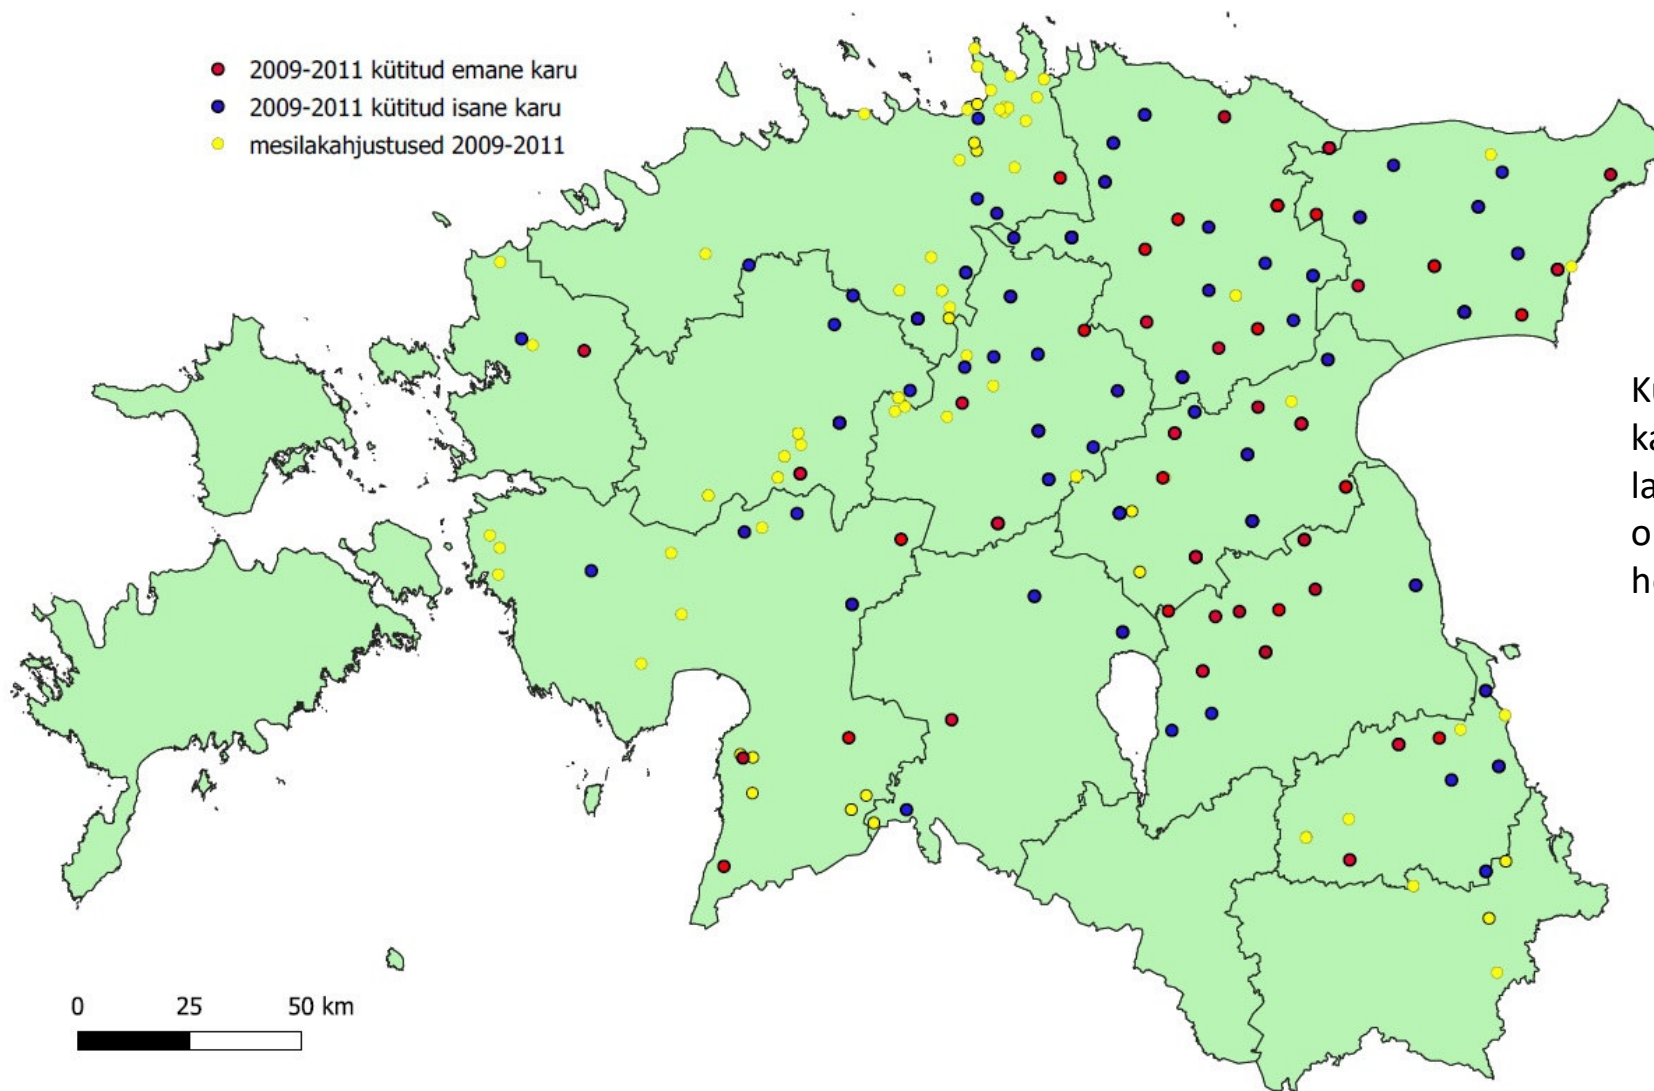 2009-2011 kütitud emane karu
2009-2011 kütitud isane karu
mesilakahjustused 2009-2011
0 25 50 km